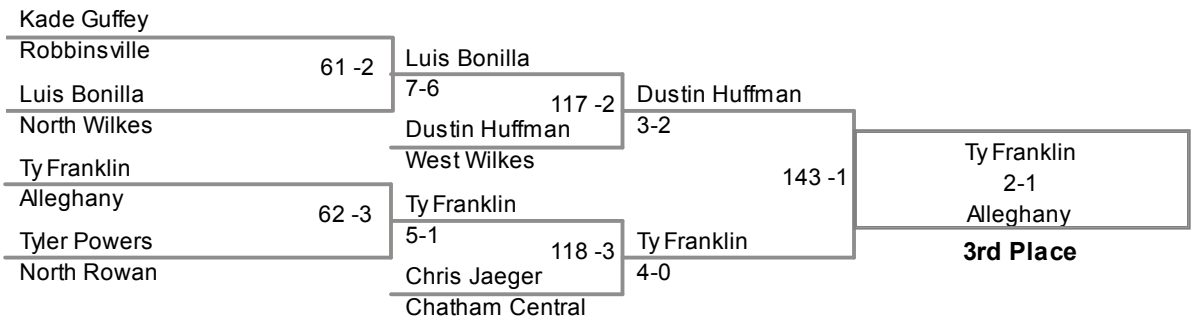 Kade Guffey
Robbinsville
61 -2
Luis Bonilla
North Wilkes
Ty Franklin
Alleghany
62 -3
Tyler Powers
North Rowan
Luis Bonilla
7-6
117 -2
Dustin Huffman
West Wilkes
Ty Franklin
5-1
118 -3
Chris Jaeger
Chatham Central
Dustin Huffman
3-2
143 -1
Ty Franklin
4-0
Ty Franklin
2-1
Alleghany
3rd Place